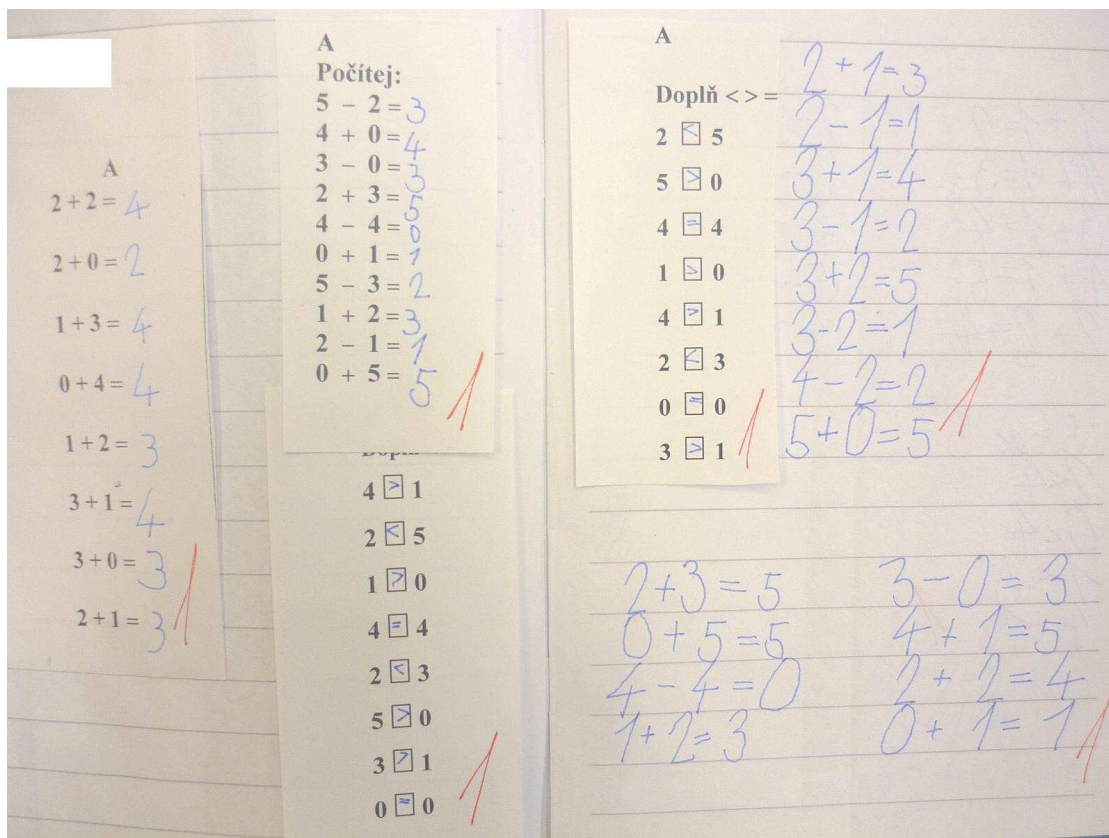 A
2 + 2 = 4
2 + 0 = 2
1 + 3 = 4
0 + 4 = 4
1 + 2 = 3
3 + 1 = 4
3 + 0 = 3
2 + 1 = 3
1
A
Počítej:
5 - 2 = 3
4 + 0 = 4
3 - 0 = 3
2 + 3 = 5
4 - 4 = 0
0 + 1 = 1
5 - 3 = 2
1 + 2 = 3
2 - 1 = 1
0 + 5 = 5
1
4 > 1
2 < 5
1 > 0
4 = 4
2 < 3
5 > 0
3 > 1
0 = 0
1
A
Doplň < > =
2 < 5
5 > 0
4 = 4
1 > 0
4 > 1
2 < 3
0 = 0
3 > 1
1
2 + 1 = 3
2 - 1 = 1
3 + 1 = 4
3 - 1 = 2
3 + 2 = 5
3 - 2 = 1
4 - 2 = 2
5 + 0 = 5
1
2 + 3 = 5
0 + 5 = 5
4 - 4 = 0
1 + 2 = 3
3 - 0 = 3
4 + 1 = 5
2 + 2 = 4
0 + 1 = 1
1